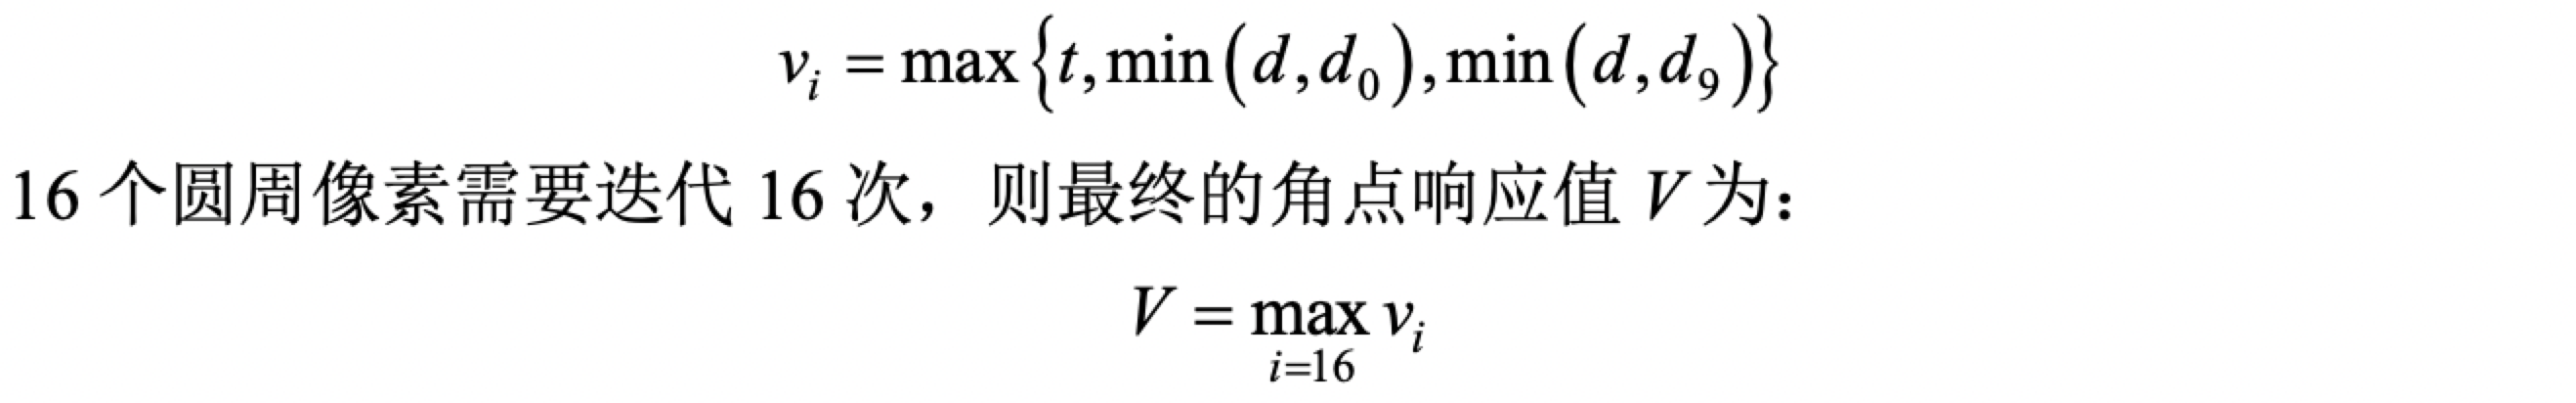 v_i = max{t,min(d,d_0),min(d,d_9)}
16 个圆周像素需要迭代 16 次，则最终的角点响应值 V 为：
V = max_{i=16} v_i